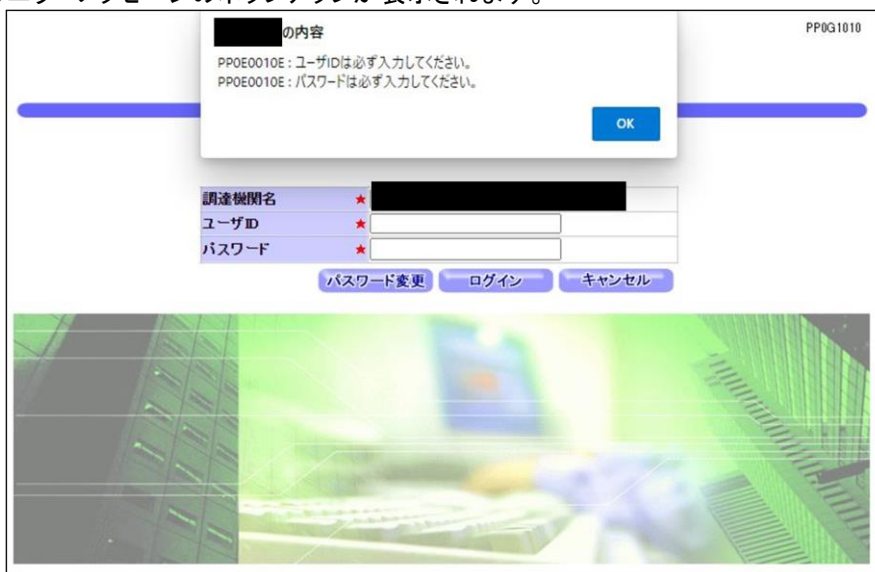 エラーメッセージのポップアップが表示されます。
の内容
PP0G1010
PP0E0010E : ユーザIDは必ず入力してください。
PP0E0010E : パスワードは必ず入力してください。
OK
調達機関名 ★
ユーザID ★
パスワード ★
パスワード変更 ログイン キャンセル